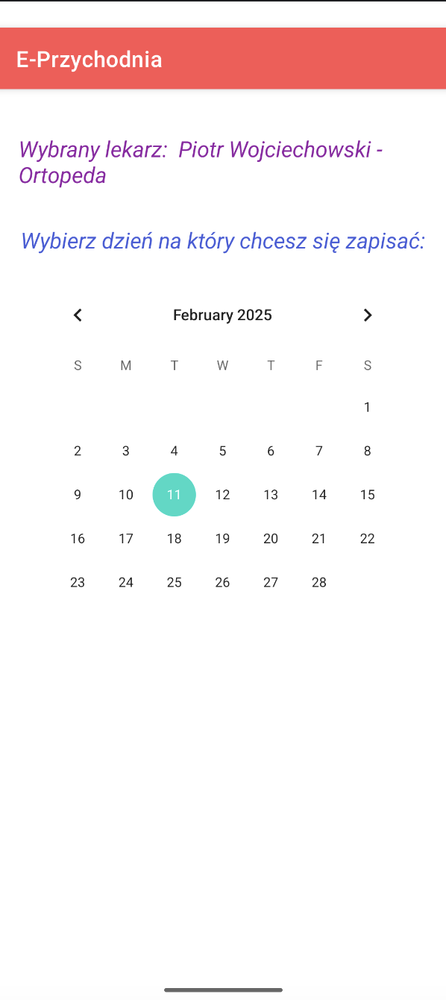 E-Przychodnia
Wybrany lekarz:  Piotr Wojciechowski -
Ortopeda
Wybierz dzień na który chcesz się zapisać:
February 2025
S M T W T F S
1
2 3 4 5 6 7 8
9 10 11 12 13 14 15
16 17 18 19 20 21 22
23 24 25 26 27 28